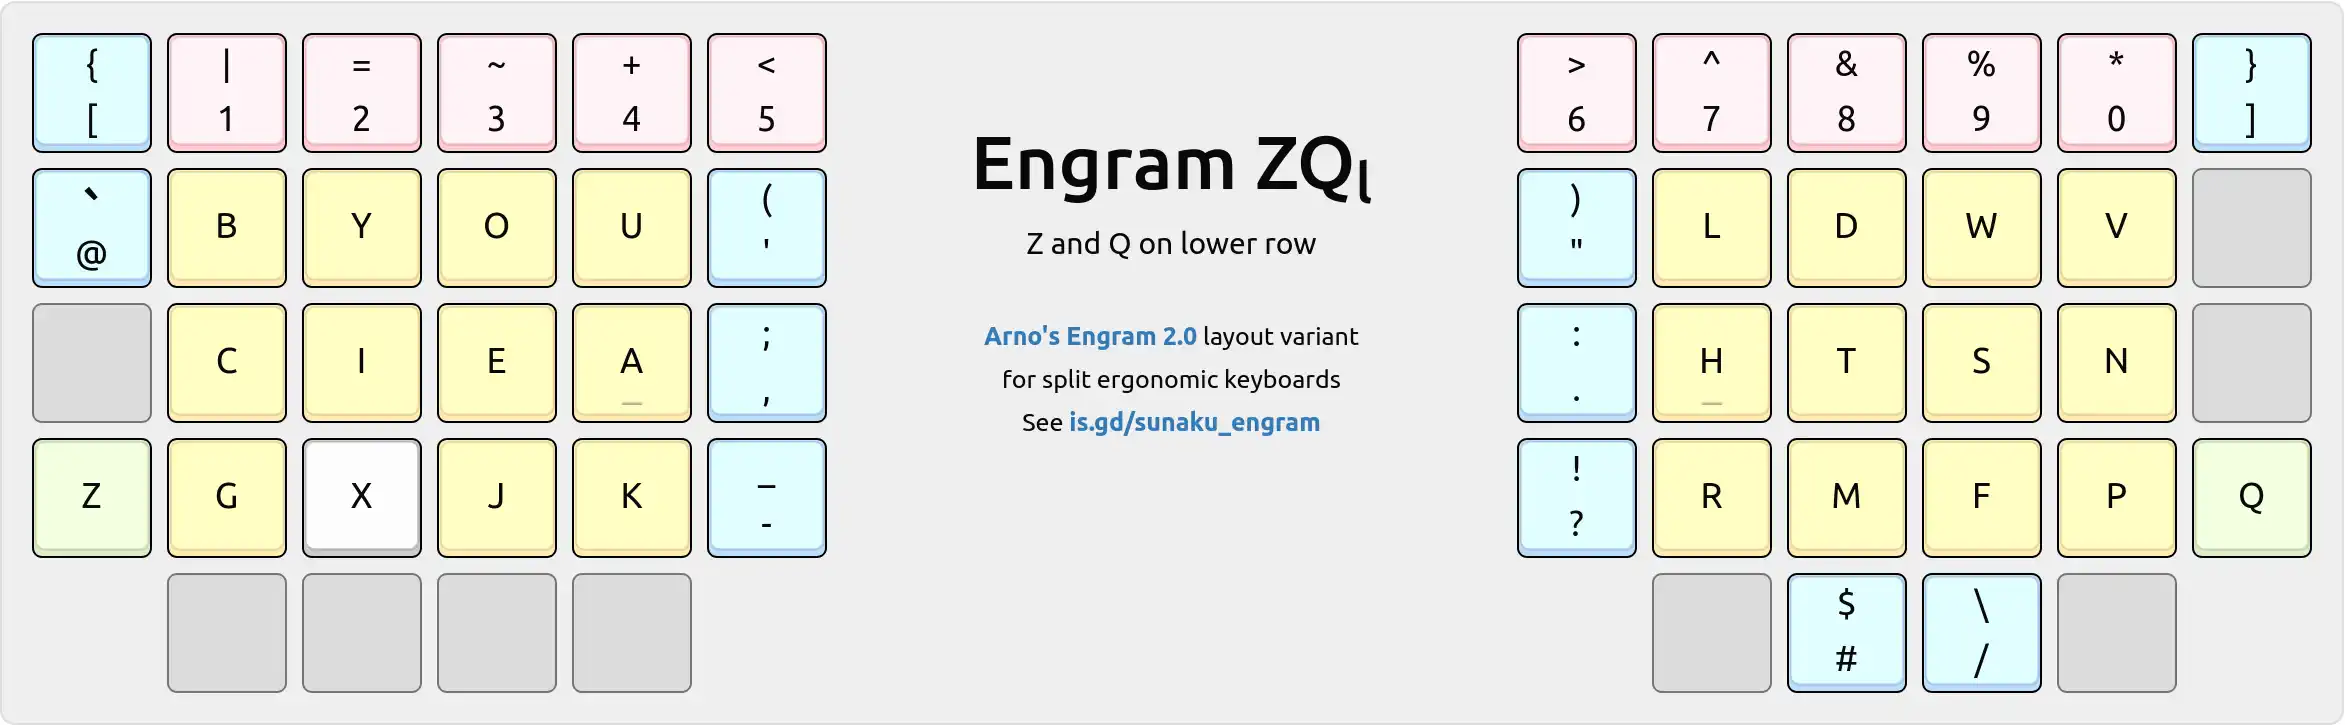 { | = ~ + < > ^ & % * }
[ 1 2 3 4 5 6 7 8 9 0 ]
Engram ZQ↓
` ( )
B Y O U L D W V
@ ' "
Z and Q on lower row
; :
Arno's Engram 2.0 layout variant
C I E A H T S N
_ _
, .
for split ergonomic keyboards
See is.gd/sunaku_engram
_ !
Z G X J K R M F P Q
- ?
$ \
# /